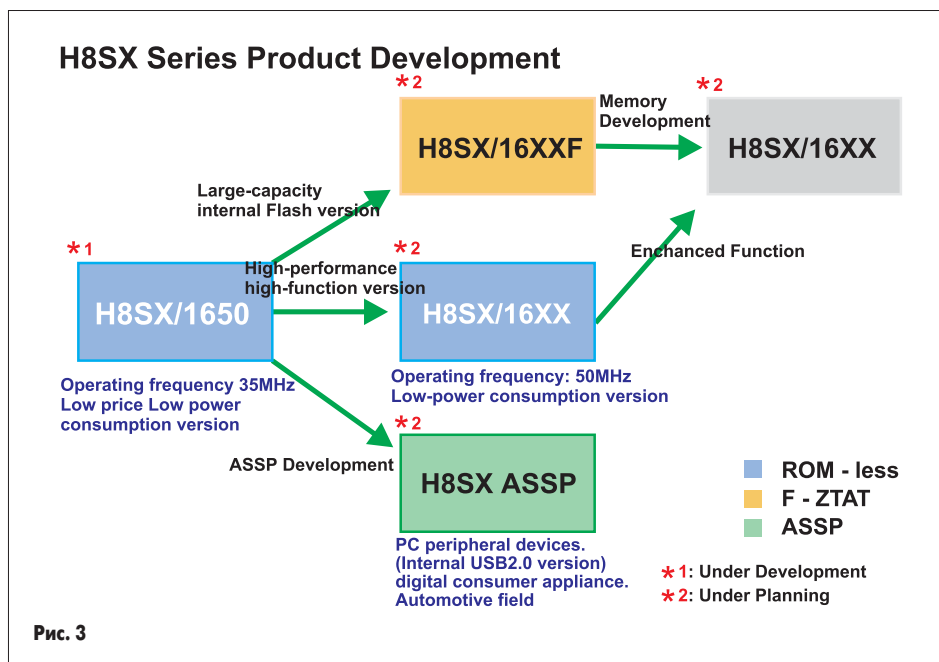 H8SX Series Product Development
*2
H8SX/16XXF
Memory
Development
*2
H8SX/16XX
Large-capacity
internal Flash version
*1
H8SX/1650
High-performance
high-function version
*2
H8SX/16XX
Enchanced Function
Operating frequency 35MHz
Low price Low power
consumption version
Operating frequency: 50MHz
Low-power consumption version
ASSP Development
*2
H8SX ASSP
PC peripheral devices.
(Internal USB2.0 version)
digital consumer appliance.
Automotive field
ROM - less
F - ZTAT
ASSP
*1: Under Development
*2: Under Planning
Рис. 3